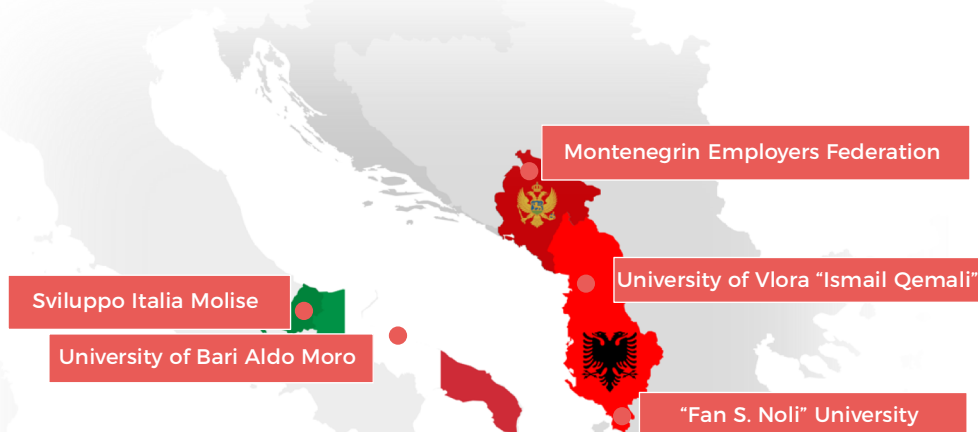 Montenegrin Employers Federation
University of Vlora “Ismail Qemali”
Sviluppo Italia Molise
University of Bari Aldo Moro
“Fan S. Noli” University